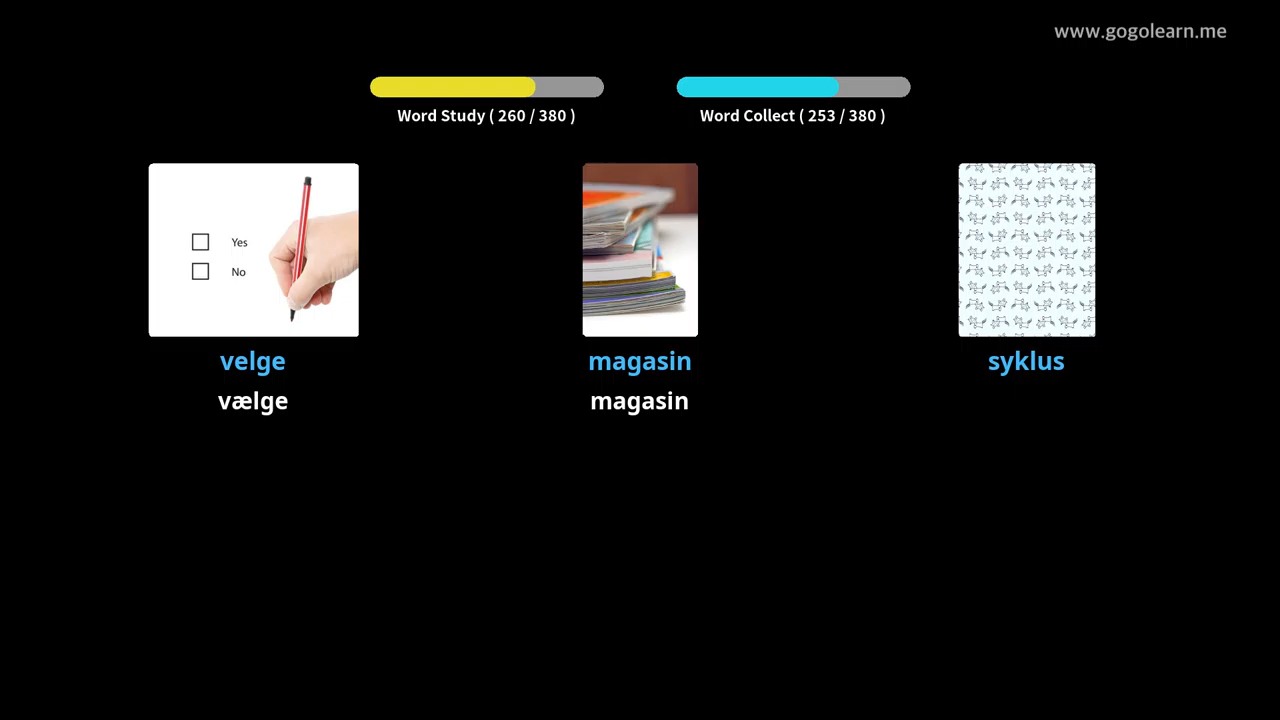 www.gogolearn.me
Word Study ( 260 / 380 )
Word Collect ( 253 / 380 )
Yes
No
velge
magasin
syklus
vælge
magasin